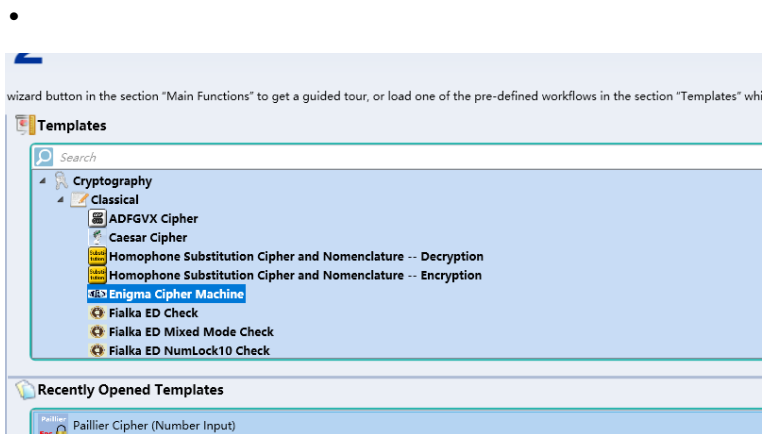 wizard button in the section "Main Functions" to get a guided tour, or load one of the pre-defined workflows in the section "Templates" whi
Templates
Search
Cryptography
Classical
ADFGVX Cipher
Caesar Cipher
Homophone Substitution Cipher and Nomenclature -- Decryption
Homophone Substitution Cipher and Nomenclature -- Encryption
Enigma Cipher Machine
Fialka ED Check
Fialka ED Mixed Mode Check
Fialka ED NumLock10 Check
Recently Opened Templates
Paillier
Paillier Cipher (Number Input)